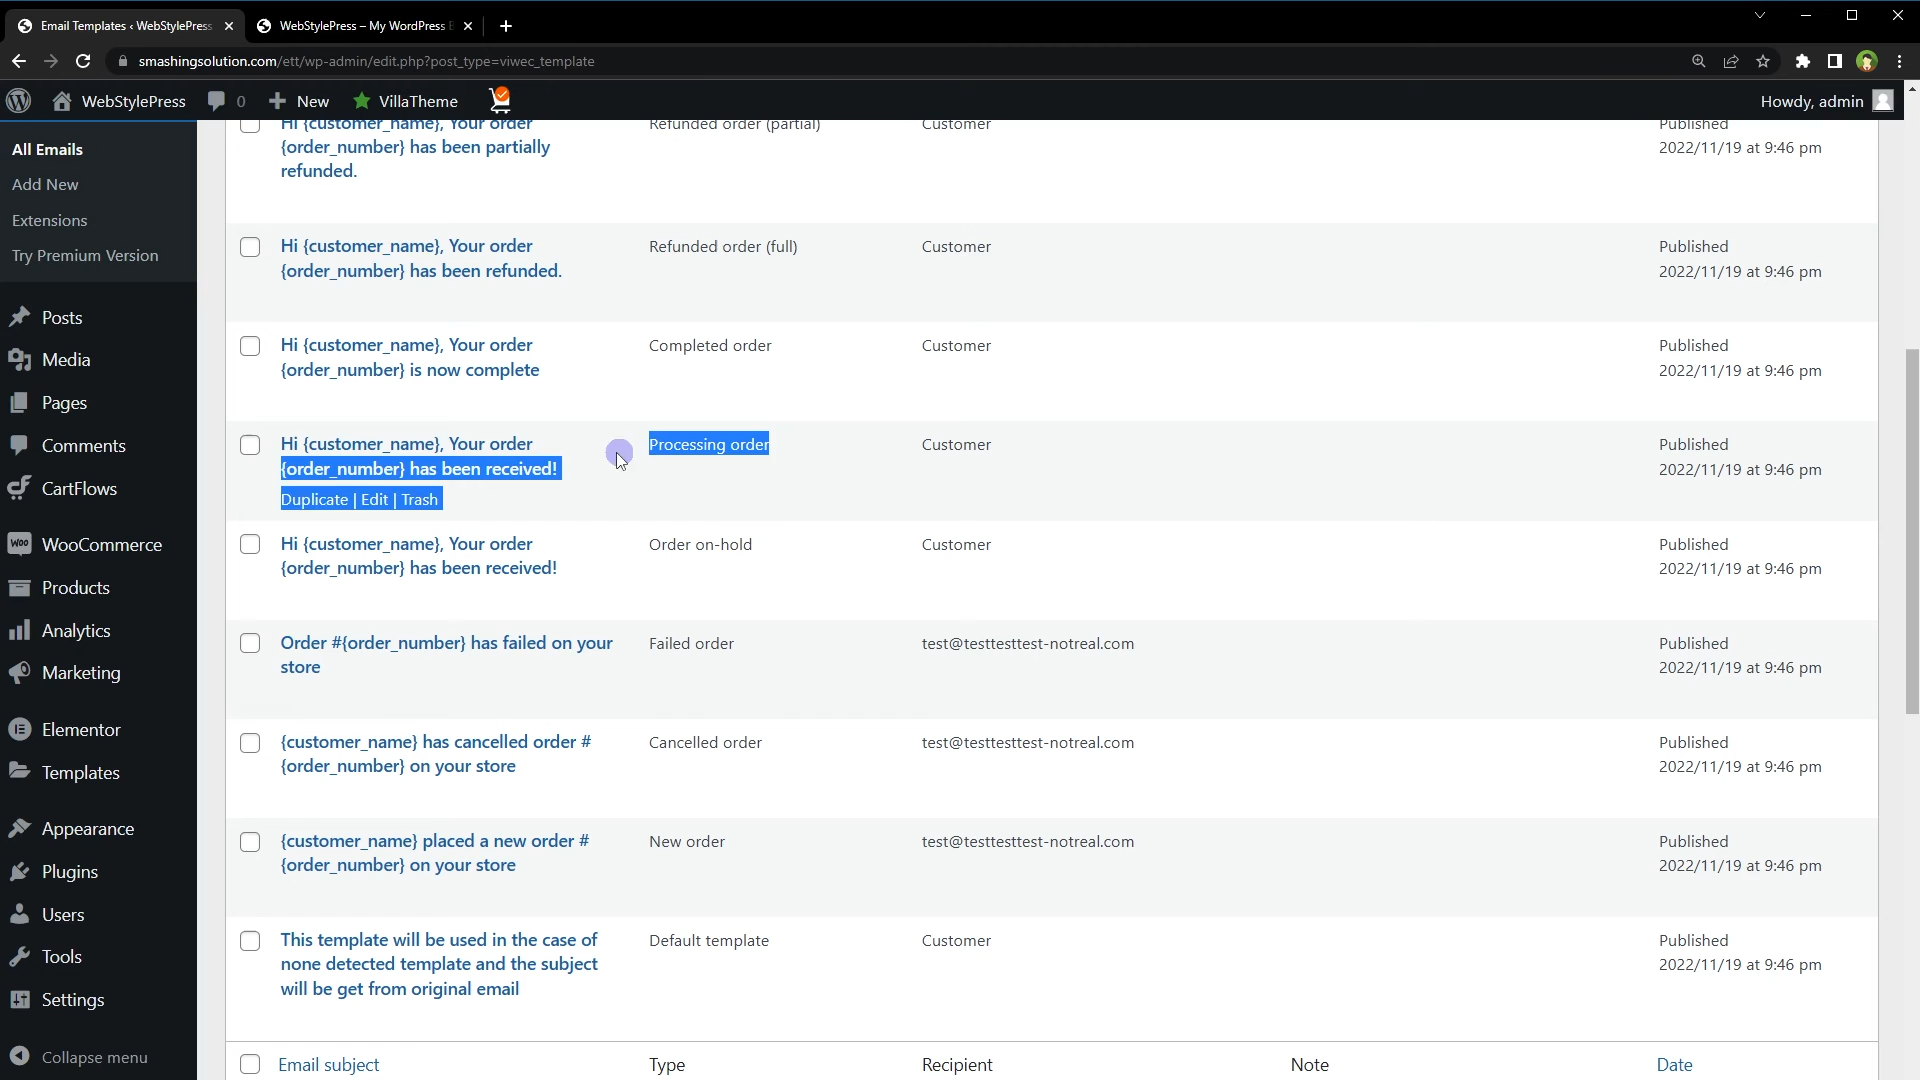 Email Templates ‹ WebStylePress
WebStylePress – My WordPress
smashingsolution.com/ett/wp-admin/edit.php?post_type=viwec_template
WebStylePress
0
New
VillaTheme
Howdy, admin
All Emails
Add New
Extensions
Try Premium Version
Posts
Media
Pages
Comments
CartFlows
Woo
WooCommerce
Products
Analytics
Marketing
Elementor
Templates
Appearance
Plugins
Users
Tools
Settings
Collapse menu
Hi {customer_name}, Your order
{order_number} has been partially
refunded.
Refunded order (partial)
Customer
Published
2022/11/19 at 9:46 pm
Hi {customer_name}, Your order
{order_number} has been refunded.
Refunded order (full)
Customer
Published
2022/11/19 at 9:46 pm
Hi {customer_name}, Your order
{order_number} is now complete
Completed order
Customer
Published
2022/11/19 at 9:46 pm
Hi {customer_name}, Your order
{order_number} has been received!
Duplicate | Edit | Trash
Processing order
Customer
Published
2022/11/19 at 9:46 pm
Hi {customer_name}, Your order
{order_number} has been received!
Order on-hold
Customer
Published
2022/11/19 at 9:46 pm
Order #{order_number} has failed on your
store
Failed order
test@testtesttest-notreal.com
Published
2022/11/19 at 9:46 pm
{customer_name} has cancelled order #
{order_number} on your store
Cancelled order
test@testtesttest-notreal.com
Published
2022/11/19 at 9:46 pm
{customer_name} placed a new order #
{order_number} on your store
New order
test@testtesttest-notreal.com
Published
2022/11/19 at 9:46 pm
This template will be used in the case of
none detected template and the subject
will be get from original email
Default template
Customer
Published
2022/11/19 at 9:46 pm
Email subject
Type
Recipient
Note
Date